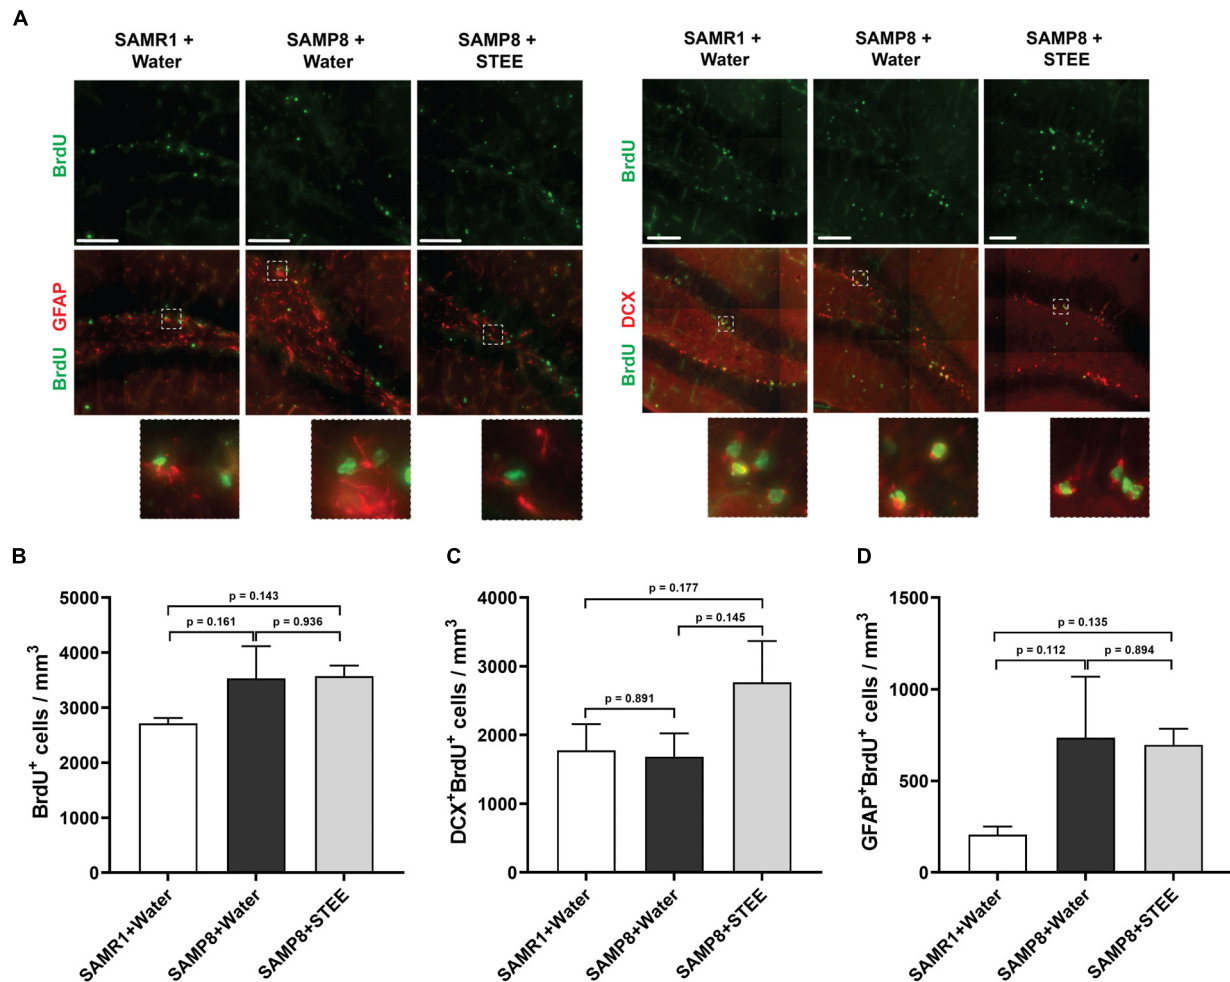 A
SAMR1 +
Water
SAMP8 +
Water
SAMP8 +
STEE
SAMR1 +
Water
SAMP8 +
Water
SAMP8 +
STEE
BrdU
BrdU GFAP
BrdU
BrdU DCX
B
BrdU⁺ cells / mm³
5000
4000
3000
2000
1000
0
p = 0.143
p = 0.161
p = 0.936
SAMR1+Water
SAMP8+Water
SAMP8+STEE
C
DCX⁺BrdU⁺ cells / mm³
4000
3000
2000
1000
0
p = 0.177
p = 0.145
p = 0.891
SAMR1+Water
SAMP8+Water
SAMP8+STEE
D
GFAP⁺BrdU⁺ cells / mm³
1500
1000
500
0
p = 0.135
p = 0.112
p = 0.894
SAMR1+Water
SAMP8+Water
SAMP8+STEE